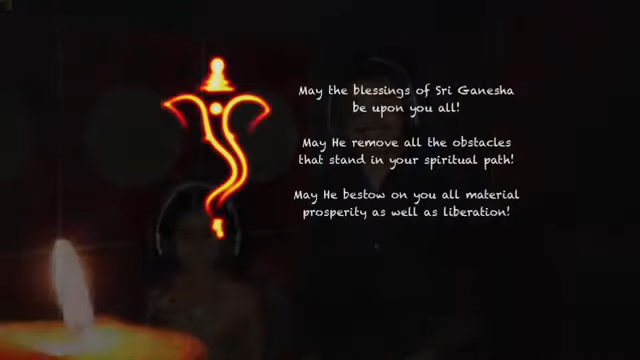 May the blessings of Sri Ganesha
be upon you all!
May He remove all the obstacles
that stand in your spiritual path!
May He bestow on you all material
prosperity as well as liberation!